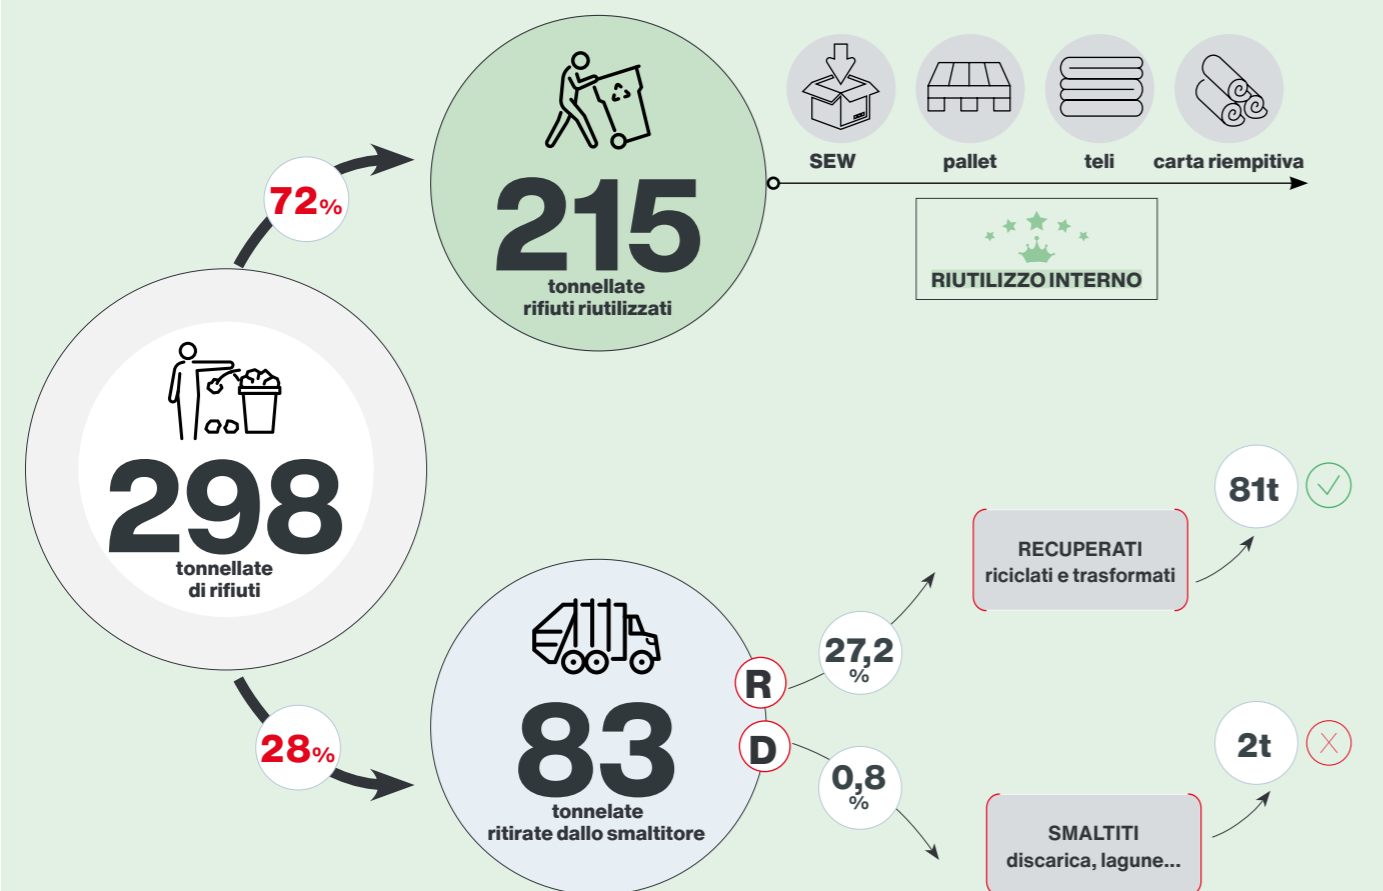 72%
215
tonnellate
rifiuti riutilizzati
SEW
pallet
teli
carta riempitiva
RIUTILIZZO INTERNO
298
tonnellate
di rifiuti
28%
83
tonnelate
ritirate dallo smaltitore
R
27,2
%
RECUPERATI
riciclati e trasformati
81t
D
0,8
%
SMALTITI
discarica, lagune...
2t